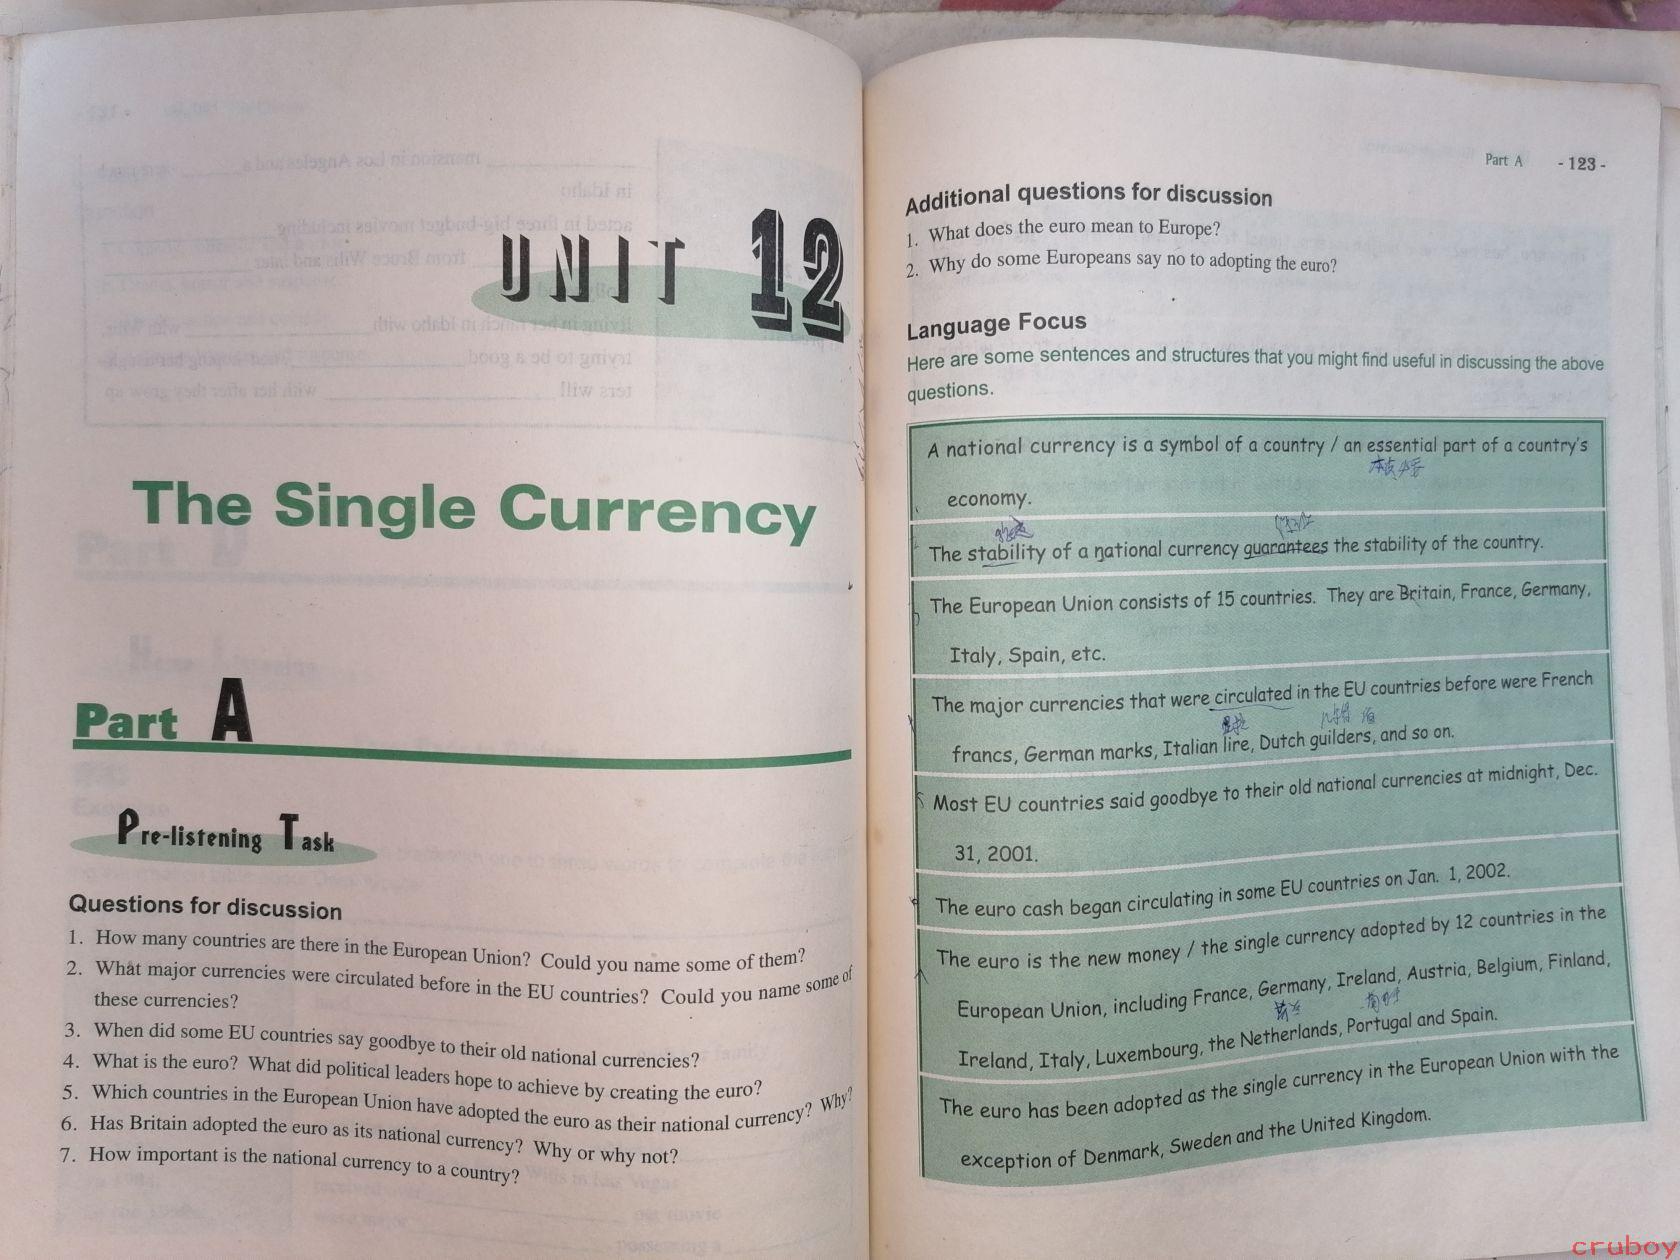 UNIT 12
The Single Currency
Part A
Pre-listening Task
Questions for discussion
1. How many countries are there in the European Union? Could you name some of them?
2. What major currencies were circulated before in the EU countries? Could you name some of
these currencies?
3. When did some EU countries say goodbye to their old national currencies?
4. What is the euro? What did political leaders hope to achieve by creating the euro?
5. Which countries in the European Union have adopted the euro as their national currency? Why?
6. Has Britain adopted the euro as its national currency? Why or why not?
7. How important is the national currency to a country?
Part A - 123 -
Additional questions for discussion
1. What does the euro mean to Europe?
2. Why do some Europeans say no to adopting the euro?
Language Focus
Here are some sentences and structures that you might find useful in discussing the above
questions.
A national currency is a symbol of a country / an essential part of a country's
economy.
The stability of a national currency guarantees the stability of the country.
The European Union consists of 15 countries. They are Britain, France, Germany,
Italy, Spain, etc.
The major currencies that were circulated in the EU countries before were French
francs, German marks, Italian lire, Dutch guilders, and so on.
Most EU countries said goodbye to their old national currencies at midnight, Dec.
31, 2001.
The euro cash began circulating in some EU countries on Jan. 1, 2002.
The euro is the new money / the single currency adopted by 12 countries in the
European Union, including France, Germany, Ireland, Austria, Belgium, Finland,
Ireland, Italy, Luxembourg, the Netherlands, Portugal and Spain.
The euro has been adopted as the single currency in the European Union with the
exception of Denmark, Sweden and the United Kingdom.
cruboy